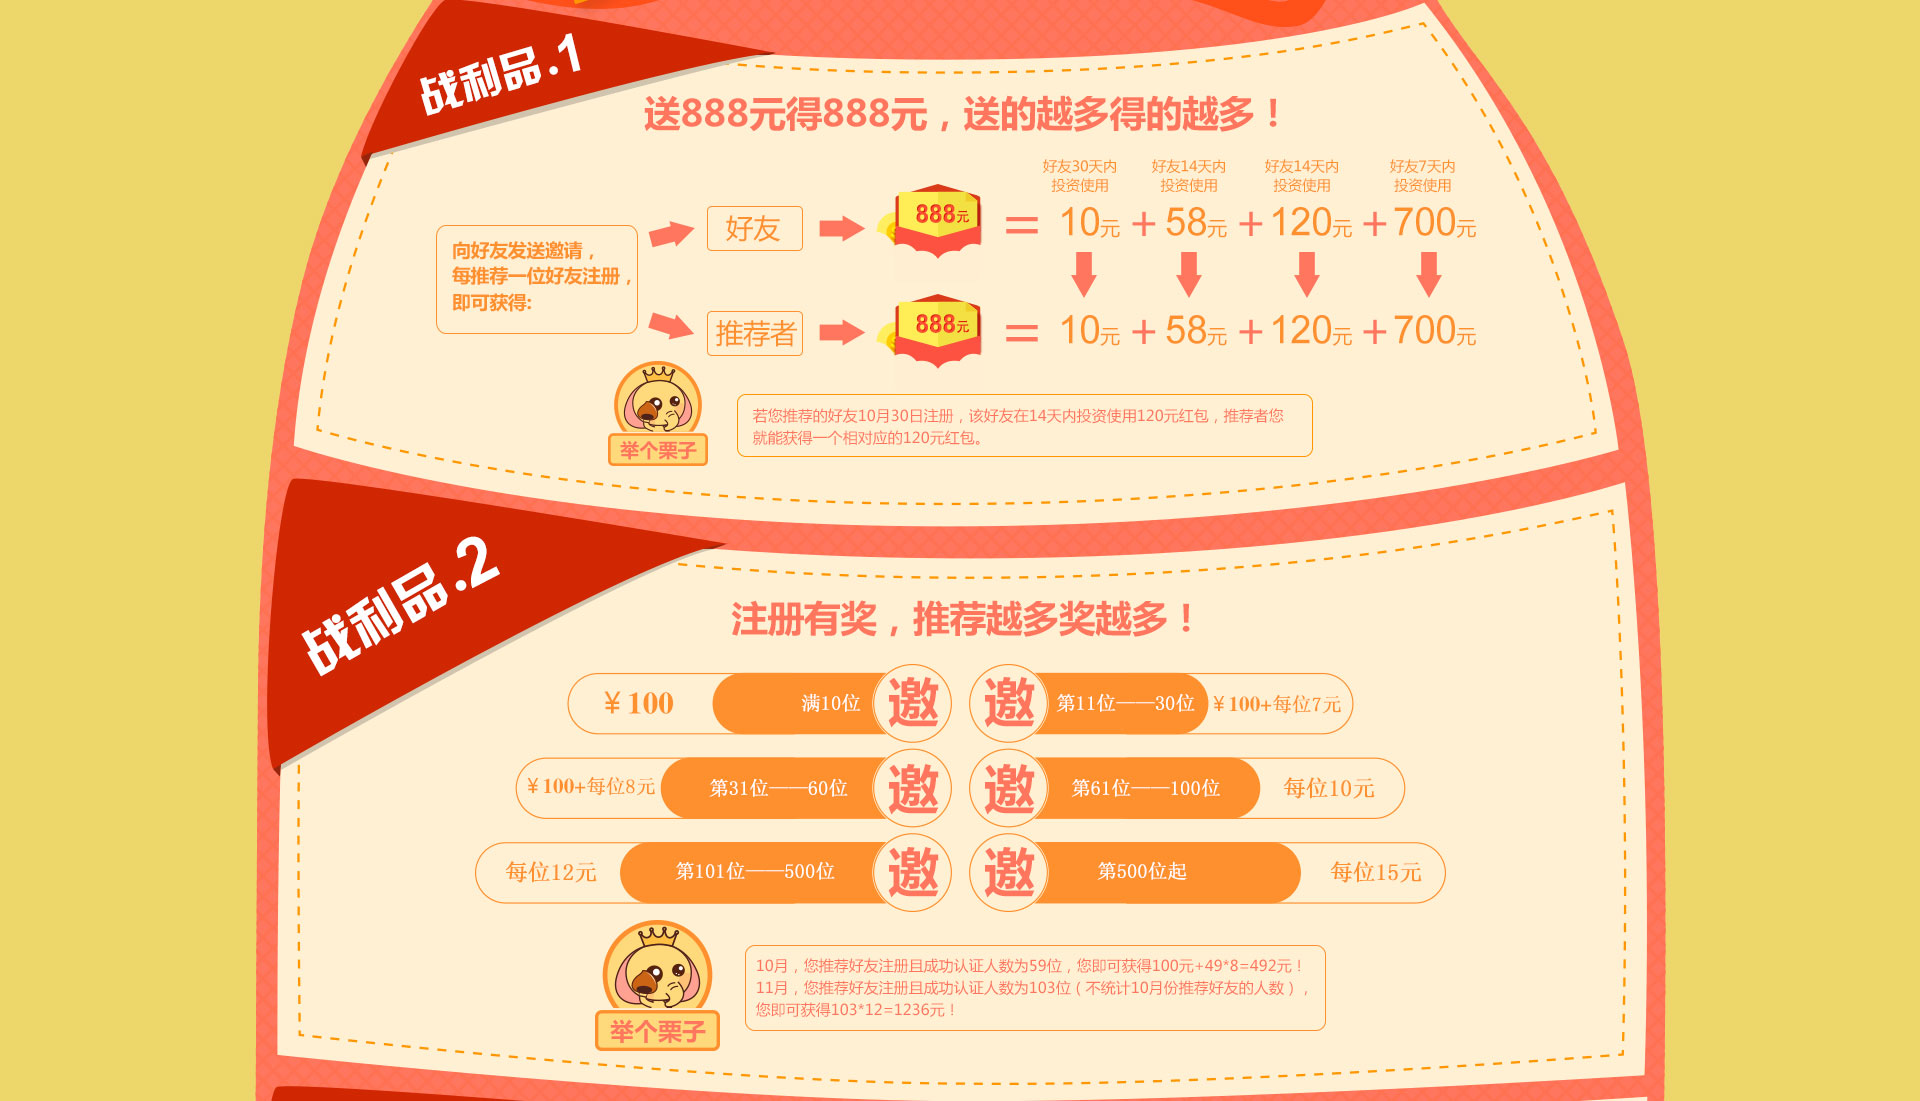 战利品.1
送888元得888元，送的越多得的越多！
好友30天内
投资使用
好友14天内
投资使用
好友14天内
投资使用
好友7天内
投资使用
向好友发送邀请，
每推荐一位好友注册，
即可获得:
好友
888元
=10元+58元+120元+700元
推荐者
888元
=10元+58元+120元+700元
举个栗子
若您推荐的好友10月30日注册，该好友在14天内投资使用120元红包，推荐者您
就能获得一个相对应的120元红包。
战利品.2
注册有奖，推荐越多奖越多！
¥100 满10位 邀
邀 第11位——30位 ¥100+每位7元
¥100+每位8元 第31位——60位 邀
邀 第61位——100位 每位10元
每位12元 第101位——500位 邀
邀 第500位起 每位15元
举个栗子
10月，您推荐好友注册且成功认证人数为59位，您即可获得100元+49*8=492元！
11月，您推荐好友注册且成功认证人数为103位（不统计10月份推荐好友的人数），
您即可获得103*12=1236元！